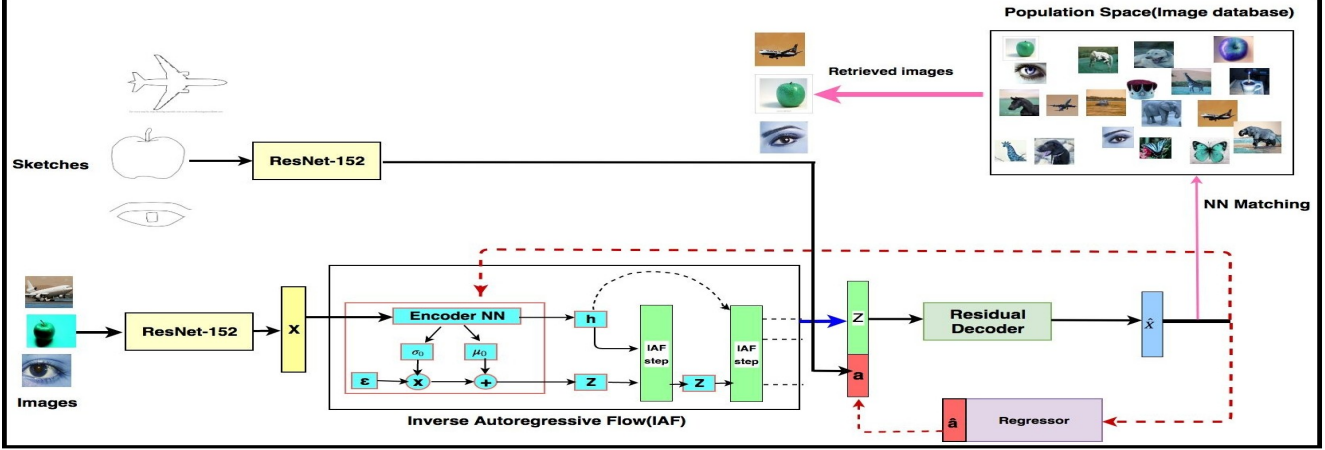 Population Space(Image database)
Retrieved images
Sketches
ResNet-152
NN Matching
Images
ResNet-152
X
Encoder NN
σ₀
μ₀
ε
x
+
h
Z
IAF
step
Z
IAF
step
Inverse Autoregressive Flow(IAF)
Z
a
Residual
Decoder
x̂
â
Regressor